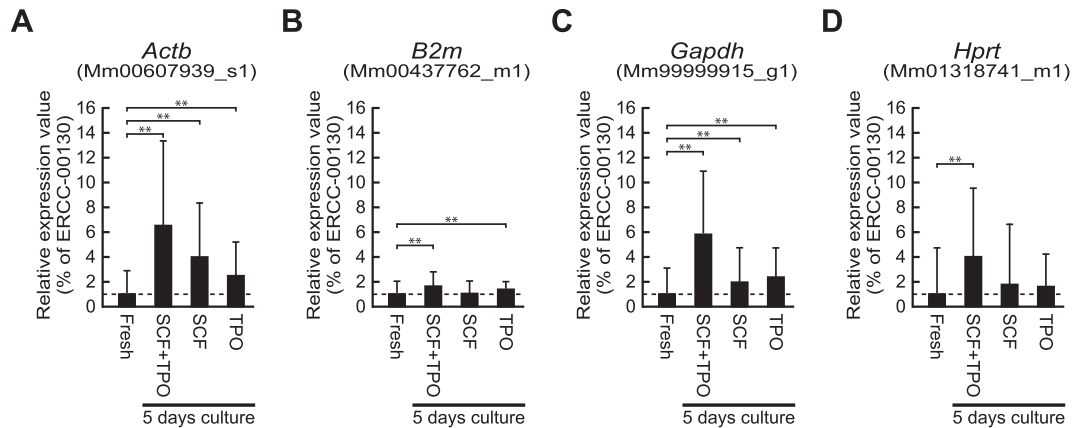 A
Actb
(Mm00607939_s1)
Relative expression value
(% of ERCC-00130)
16
14
12
10
8
6
4
2
0
**
**
**
Fresh
SCF+TPO
SCF
TPO
5 days culture
B
B2m
(Mm00437762_m1)
Relative expression value
(% of ERCC-00130)
16
14
12
10
8
6
4
2
0
**
**
Fresh
SCF+TPO
SCF
TPO
5 days culture
C
Gapdh
(Mm99999915_g1)
Relative expression value
(% of ERCC-00130)
16
14
12
10
8
6
4
2
0
**
**
**
Fresh
SCF+TPO
SCF
TPO
5 days culture
D
Hprt
(Mm01318741_m1)
Relative expression value
(% of ERCC-00130)
16
14
12
10
8
6
4
2
0
**
Fresh
SCF+TPO
SCF
TPO
5 days culture